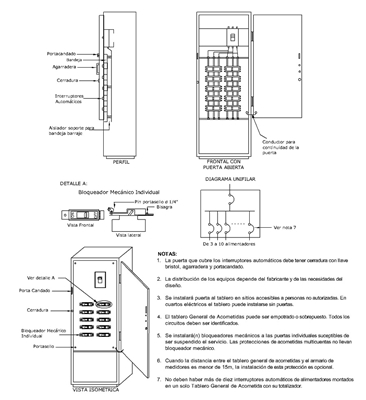 Portacandado
Bandeja
Agarradera
Cerradura
Interruptores
Automáticos
Aislador soporte para
bandeja barraje
PERFIL
FRONTAL CON
PUERTA ABIERTA
Conductor para
continuidad de la
puerta
DETALLE A:
Bloqueador Mecánico Individual
Pin portasello ø 1/4"
Bisagra
Vista frontal
Vista lateral
DIAGRAMA UNIFILAR
Ver nota 7
De 3 a 10 alimentadores
Ver detalle A
Porta Candado
Cerradura
Bloqueador Mecánico
Individual
Portasello
VISTA ISOMÉTRICA
NOTAS:
1. La puerta que cubre los interruptores automáticos debe tener cerradura con llave
bristol, agarradera y portacandado.
2. La distribución de los equipos depende del fabricante y de las necesidades del
diseño.
3. Se instalará puerta al tablero en sitios accesibles a personas no autorizadas. En
cuartos eléctricos el tablero puede instalarse sin puertas.
4. El tablero General de Acometidas puede ser empotrado o sobrepuesto. Todos los
circuitos deben ser identificados.
5. Se instalará(n) bloqueadores mecánicos a las puertas individuales suceptibles de
ser suspendido el servicio. Las protecciones de acometidas multicuentas no llevan
bloqueador mecánico.
6. Cuando la distancia entre el tablero general de acometidas y el armario de
medidores es menor de 15m, la instalación de esta protección es opcional.
7. No deben haber más de diez interruptores automáticos de alimentadores montados
en un solo Tablero General de Acometida con su totalizador.